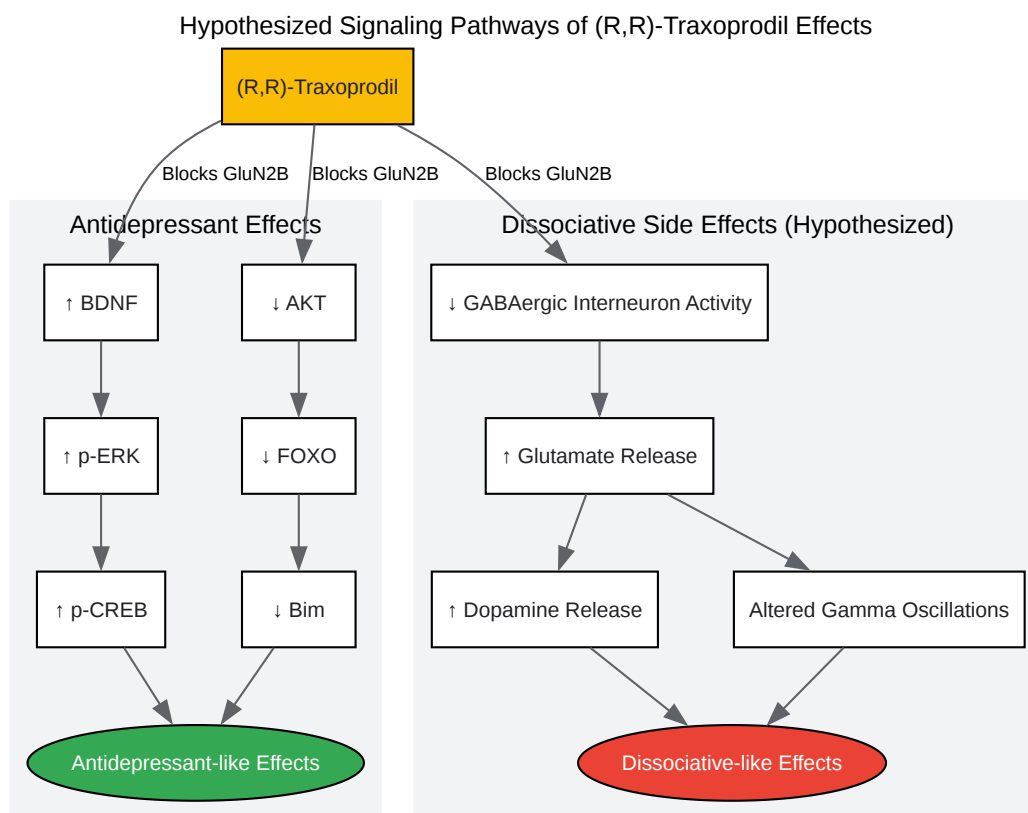 Hypothesized Signaling Pathways of (R,R)-Traxoprodil Effects
(R,R)-Traxoprodil
Blocks GluN2B
Blocks GluN2B
Blocks GluN2B
Antidepressant Effects
↑ BDNF
↓ AKT
↑ p-ERK
↓ FOXO
↑ p-CREB
↓ Bim
Antidepressant-like Effects
Dissociative Side Effects (Hypothesized)
↓ GABAergic Interneuron Activity
↑ Glutamate Release
↑ Dopamine Release
Altered Gamma Oscillations
Dissociative-like Effects